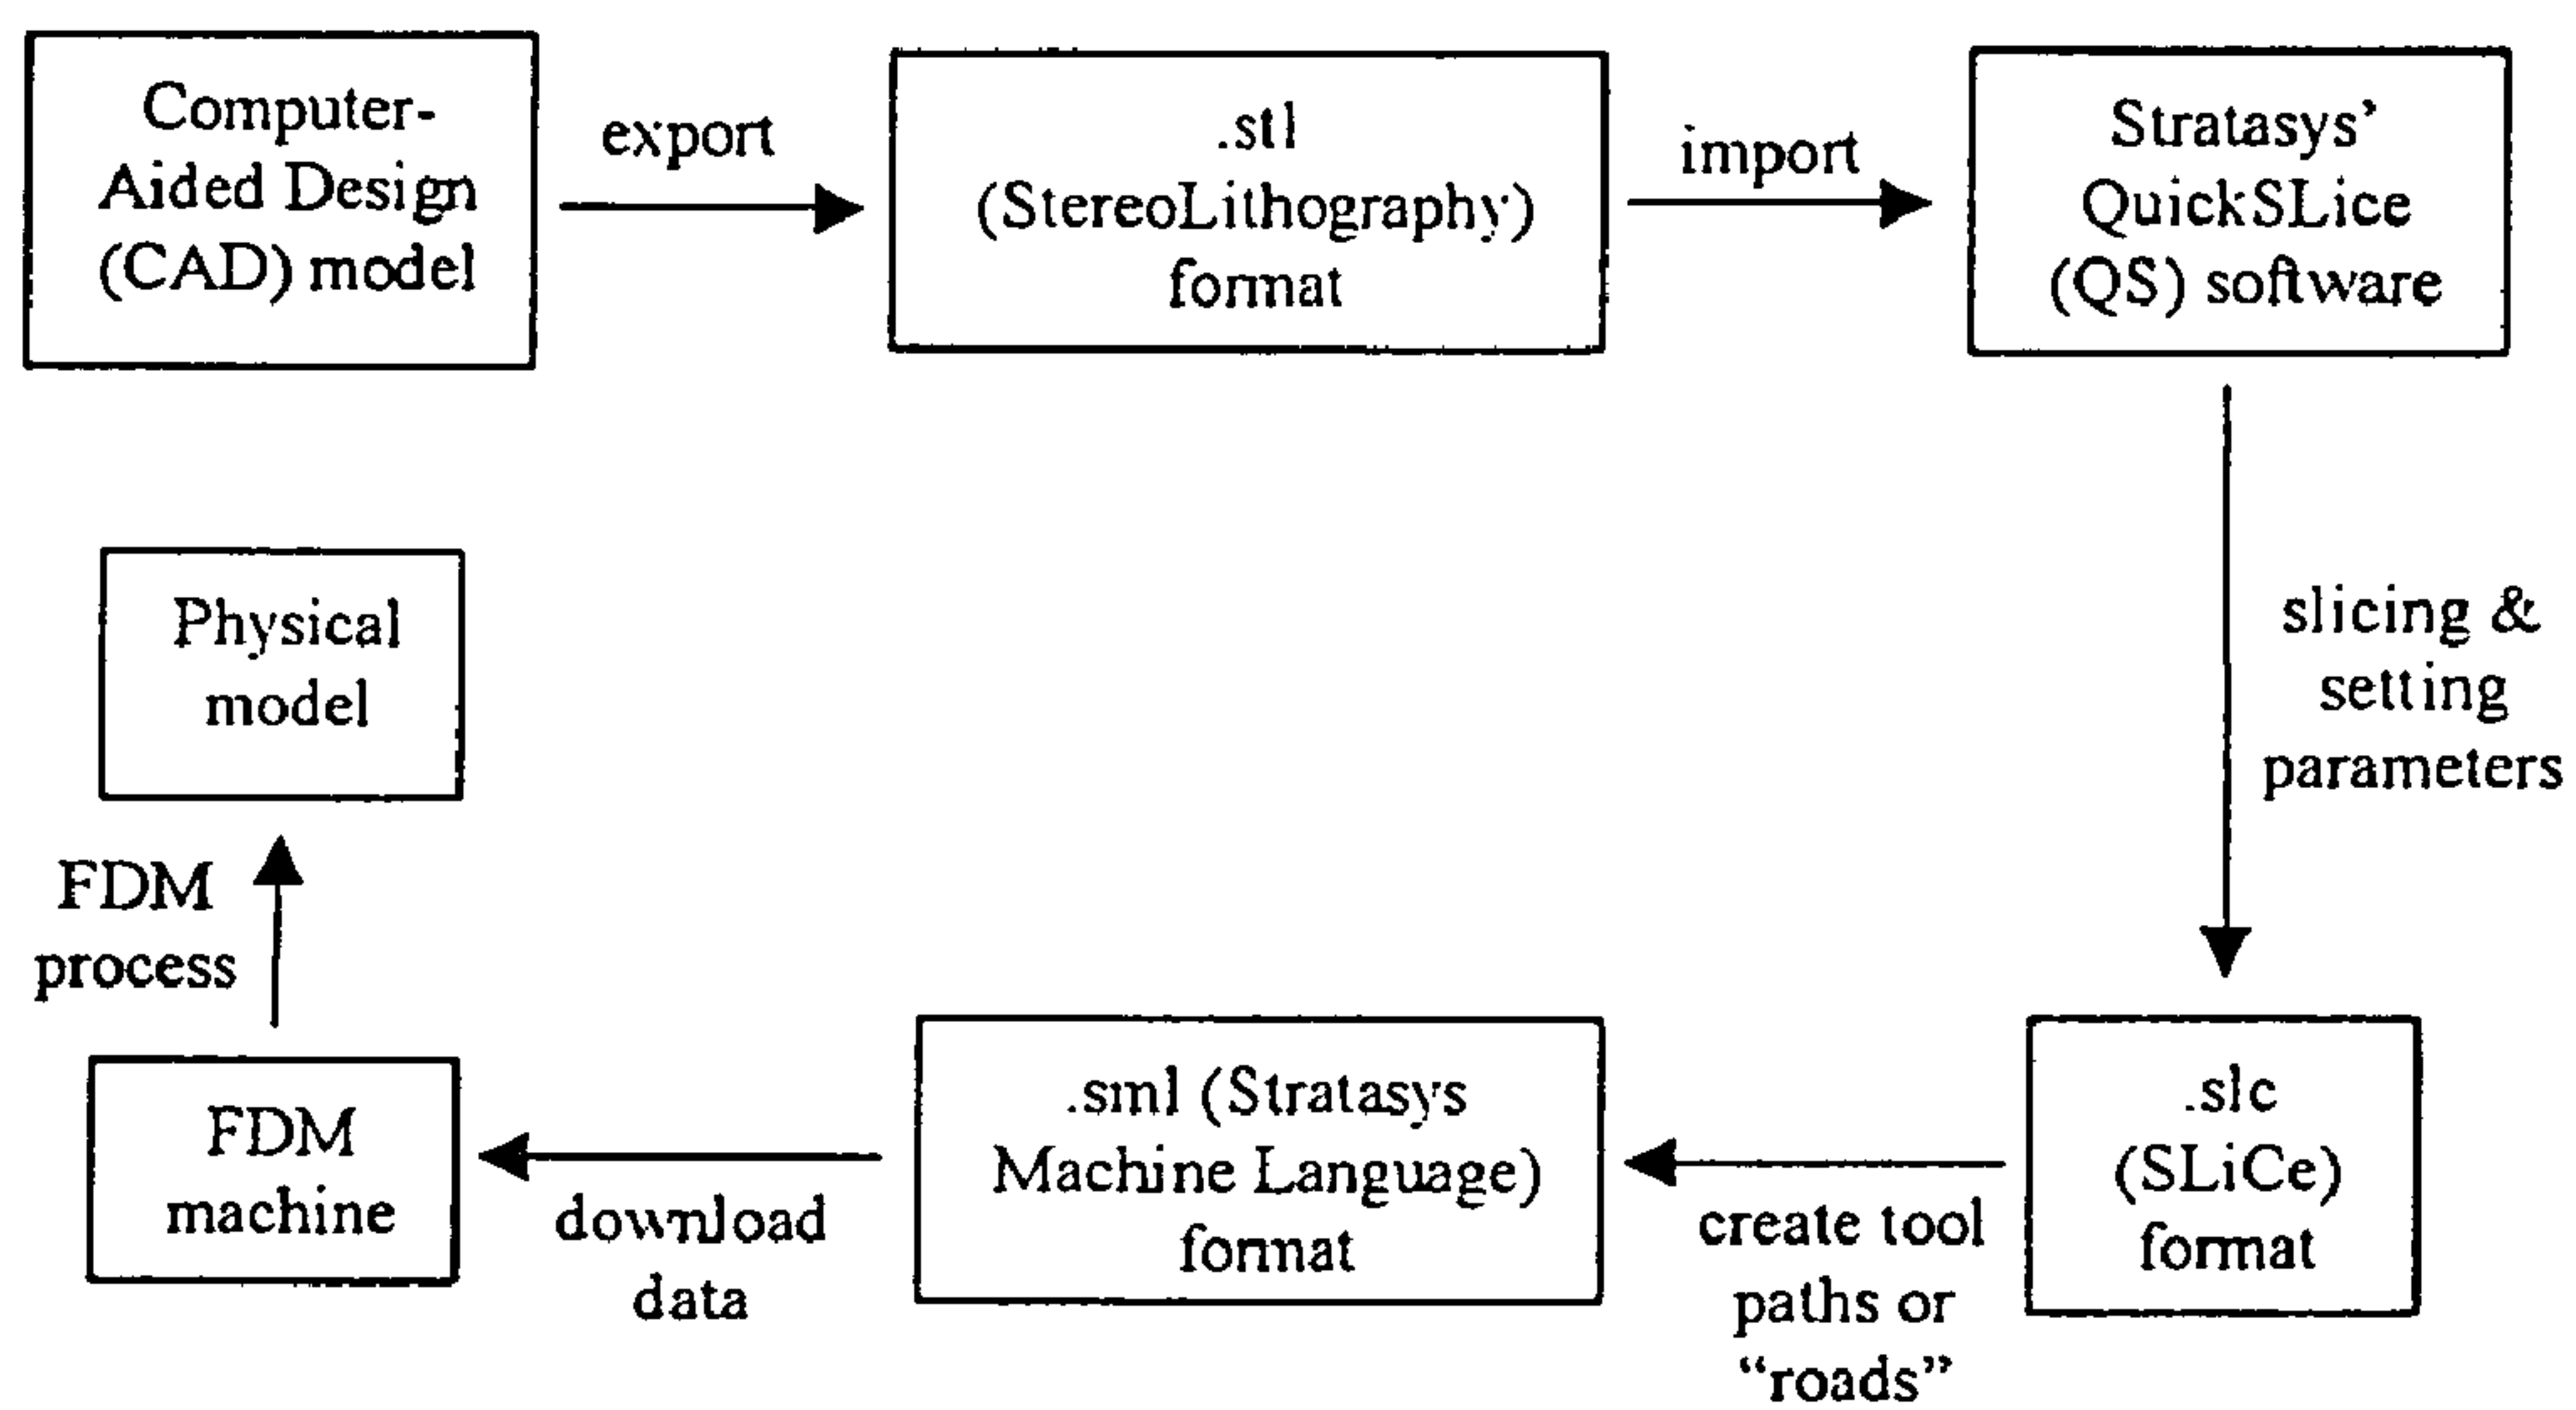 Computer-
Aided Design
(CAD) model
export
.stl
(StereoLithography)
format
import
Stratasys’
QuickSLice
(QS) software
slicing &
setting
parameters
.slc
(SLiCe)
format
create tool
paths or
“roads”
.sml (Stratasys
Machine Language)
format
download
data
FDM
machine
FDM
process
Physical
model